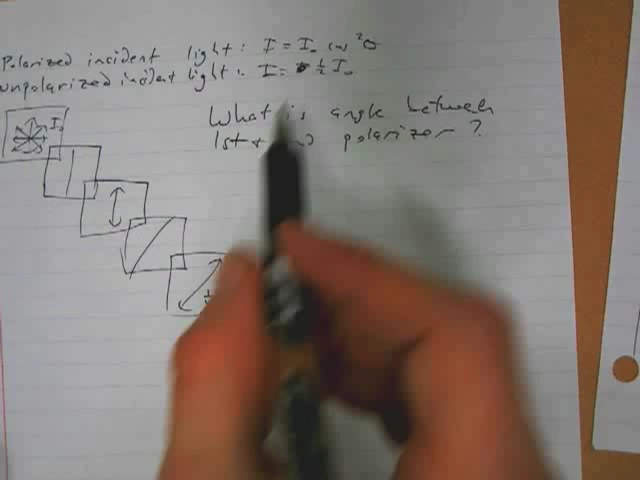 Polarized incident light: I = I₀ cos²θ
unpolarized incident light: I = ½ I₀
I₀
What is angle between
1st + polarizer?